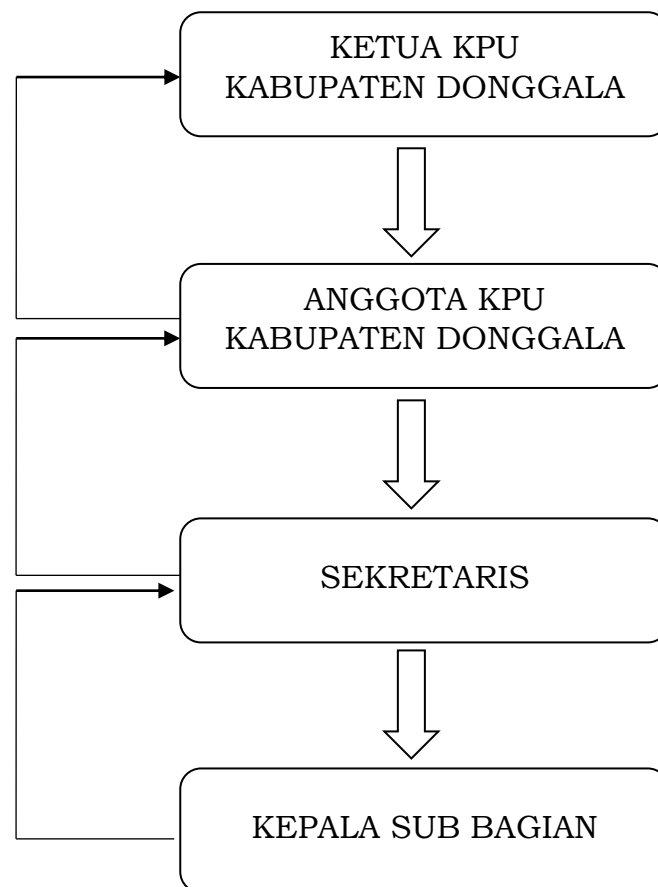 KETUA KPU
KABUPATEN DONGGALA
ANGGOTA KPU
KABUPATEN DONGGALA
SEKRETARIS
KEPALA SUB BAGIAN